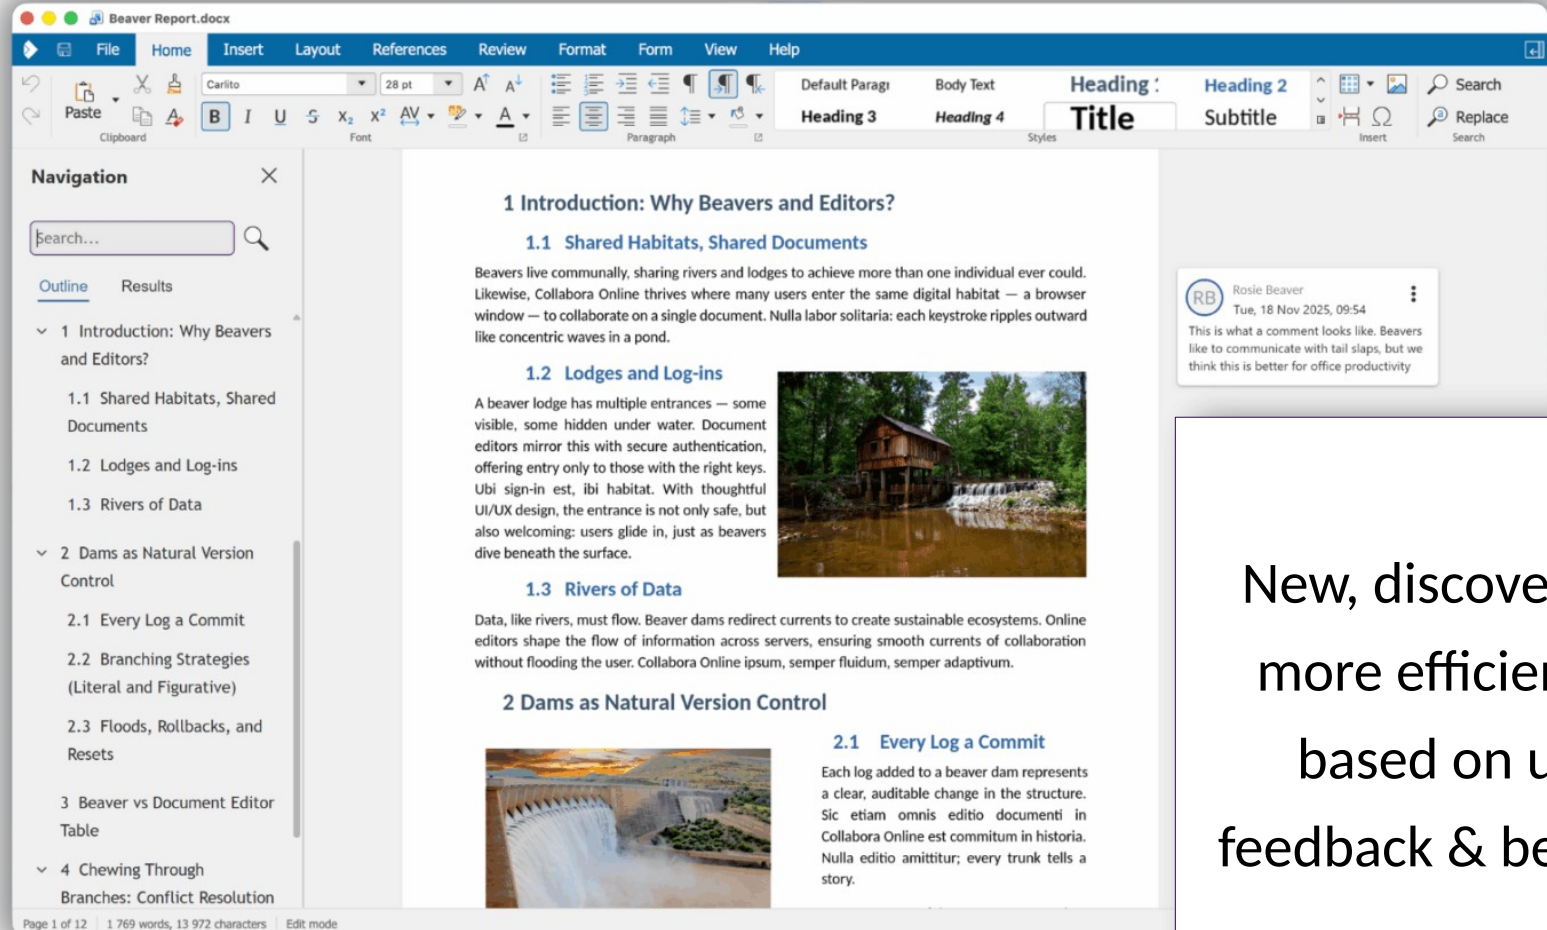 Beaver Report.docx
File Home Insert Layout References Review Format Form View Help
Paste
Clipboard
Carlito 28 pt
B I U S x₂ x² AV A
Font
Paragraph
Default Paragr Body Text Heading Heading 2
Heading 3 Heading 4 Title Subtitle
Styles
Insert
Search
Replace
Search
Navigation
Search...
Outline Results
1 Introduction: Why Beavers
and Editors?
1.1 Shared Habitats, Shared
Documents
1.2 Lodges and Log-ins
1.3 Rivers of Data
2 Dams as Natural Version
Control
2.1 Every Log a Commit
2.2 Branching Strategies
(Literal and Figurative)
2.3 Floods, Rollbacks, and
Resets
3 Beaver vs Document Editor
Table
4 Chewing Through
Branches: Conflict Resolution
Page 1 of 12 1 769 words, 13 972 characters Edit mode
1 Introduction: Why Beavers and Editors?
1.1 Shared Habitats, Shared Documents
Beavers live communally, sharing rivers and lodges to achieve more than one individual ever could.
Likewise, Collabora Online thrives where many users enter the same digital habitat — a browser
window — to collaborate on a single document. Nulla labor solitaria: each keystroke ripples outward
like concentric waves in a pond.
1.2 Lodges and Log-ins
A beaver lodge has multiple entrances — some
visible, some hidden under water. Document
editors mirror this with secure authentication,
offering entry only to those with the right keys.
Ubi sign-in est, ibi habitat. With thoughtful
UI/UX design, the entrance is not only safe, but
also welcoming: users glide in, just as beavers
dive beneath the surface.
1.3 Rivers of Data
Data, like rivers, must flow. Beaver dams redirect currents to create sustainable ecosystems. Online
editors shape the flow of information across servers, ensuring smooth currents of collaboration
without flooding the user. Collabora Online ipsum, semper fluidum, semper adaptivum.
2 Dams as Natural Version Control
2.1 Every Log a Commit
Each log added to a beaver dam represents
a clear, auditable change in the structure.
Sic etiam omnis editio documenti in
Collabora Online est commitum in historia.
Nulla editio amittitur; every trunk tells a
story.
RB
Rosie Beaver
Tue, 18 Nov 2025, 09:54
This is what a comment looks like. Beavers
like to communicate with tail slaps, but we
think this is better for office productivity
New, discove
more efficien
based on u
feedback & be